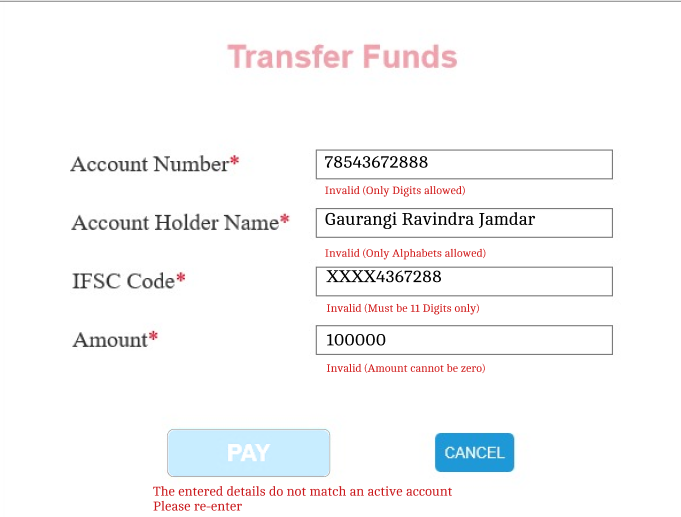 Transfer Funds
Account Number* 78543672888
Invalid (Only Digits allowed)
Account Holder Name* Gaurangi Ravindra Jamdar
Invalid (Only Alphabets allowed)
IFSC Code* XXXX4367288
Invalid (Must be 11 Digits only)
Amount* 100000
Invalid (Amount cannot be zero)
PAY CANCEL
The entered details do not match an active account
Please re-enter